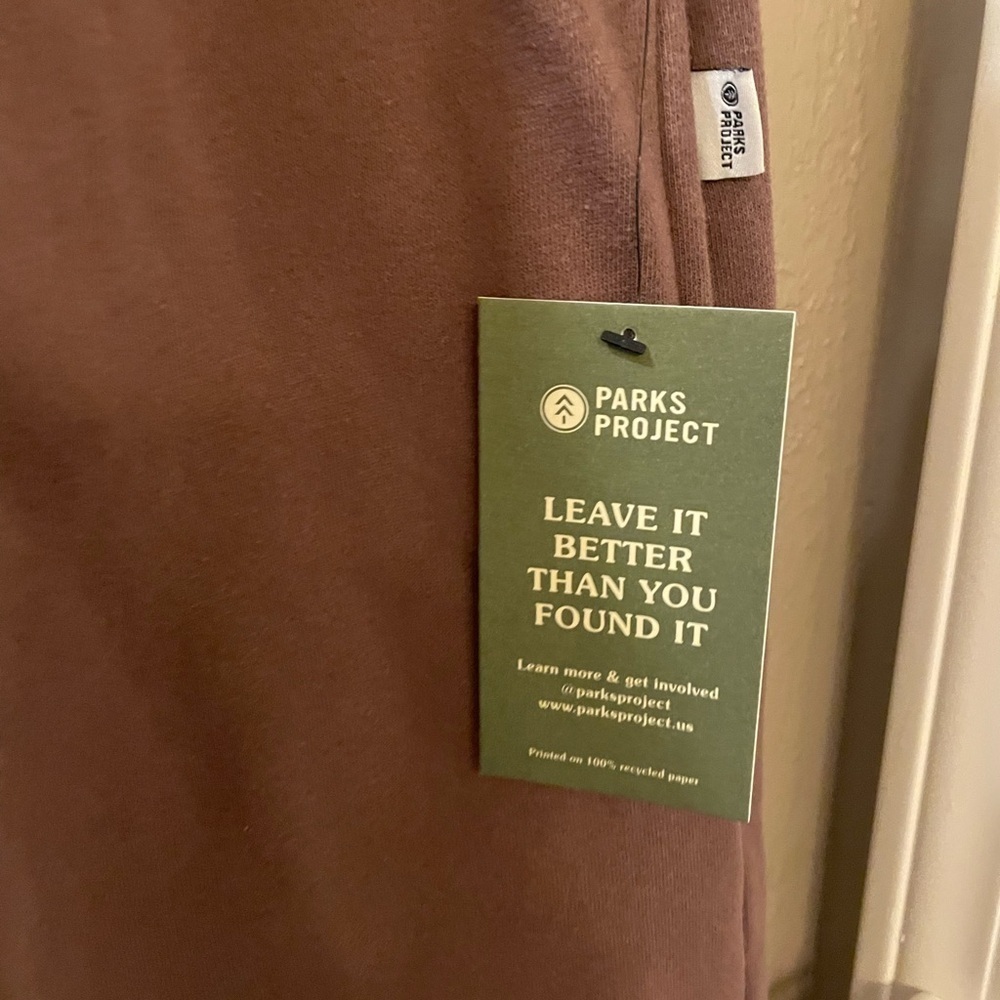 PARKS
PROJECT
PARKS
PROJECT
LEAVE IT
BETTER
THAN YOU
FOUND IT
Learn more & get involved
@parksproject
www.parksproject.us
Printed on 100% recycled paper